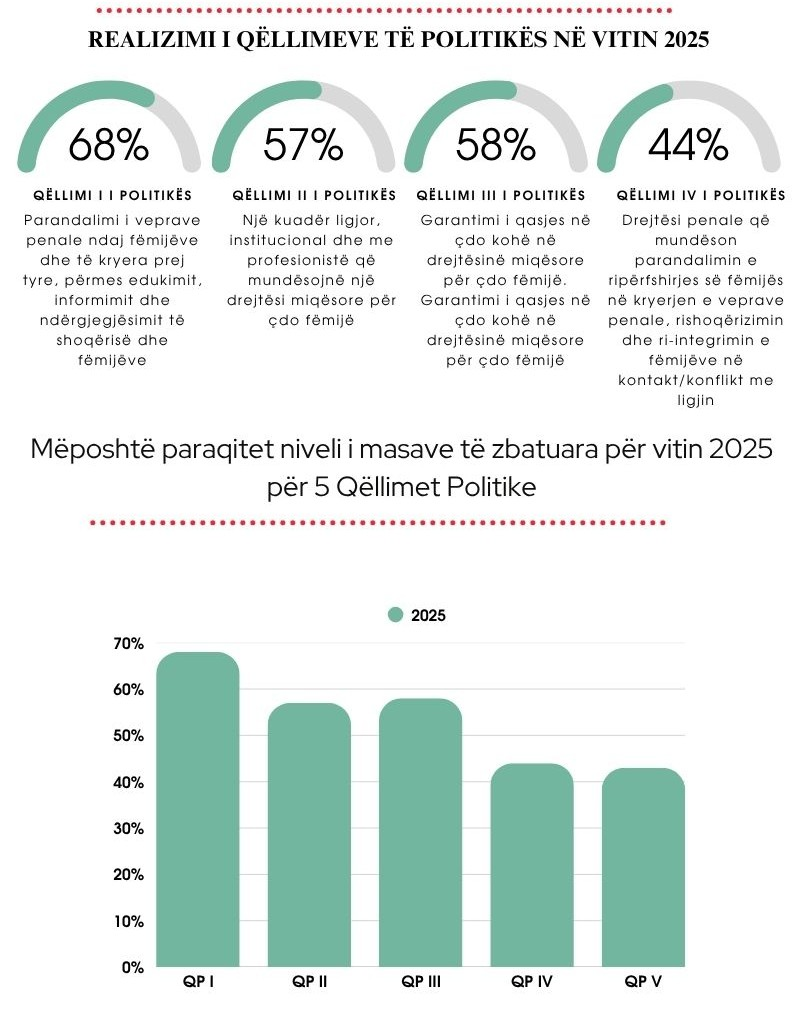 REALIZIMI I QËLLIMEVE TË POLITIKËS NË VITIN 2025
68%
57%
58%
44%
QËLLIMI I I POLITIKËS
Parandalimi i veprave
penale ndaj fëmijëve
dhe të kryera prej
tyre, përmes edukimit,
informimit dhe
ndërgjegjësimit të
shoqërisë dhe
fëmijëve
QËLLIMI II I POLITIKËS
Një kuadër ligjor,
institucional dhe me
profesionistë që
mundësojnë një
drejtësi miqësore për
çdo fëmijë
QËLLIMI III I POLITIKËS
Garantimi i qasjes në
çdo kohë në
drejtësinë miqësore
për çdo fëmijë.
Garantimi i qasjes në
çdo kohë në
drejtësinë miqësore
për çdo fëmijë
QËLLIMI IV I POLITIKËS
Drejtësi penale që
mundëson
parandalimin e
ripërfshirjes së fëmijës
në kryerjen e veprave
penale, rishoqërizimin
dhe ri-integrimin e
fëmijëve në
kontakt/konflikt me
ligjin
Mëposhtë paraqitet niveli i masave të zbatuara për vitin 2025
për 5 Qëllimet Politike
2025
70%
60%
50%
40%
30%
20%
10%
0%
QP I
QP II
QP III
QP IV
QP V